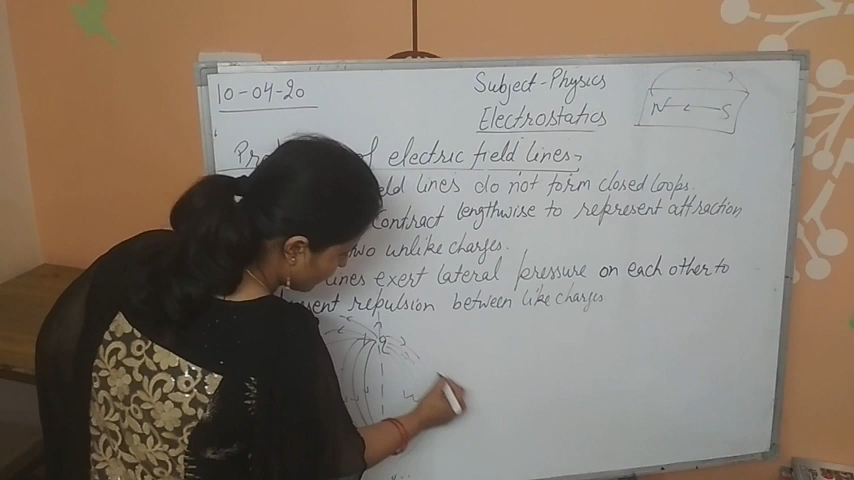 10-04-20
Subject-Physics
Electrostatics
N S
of electric field lines
lines do not form closed loops.
Contract lengthwise to represent attraction
two unlike charges.
lines exert lateral pressure on each other to
repulsion between like charges